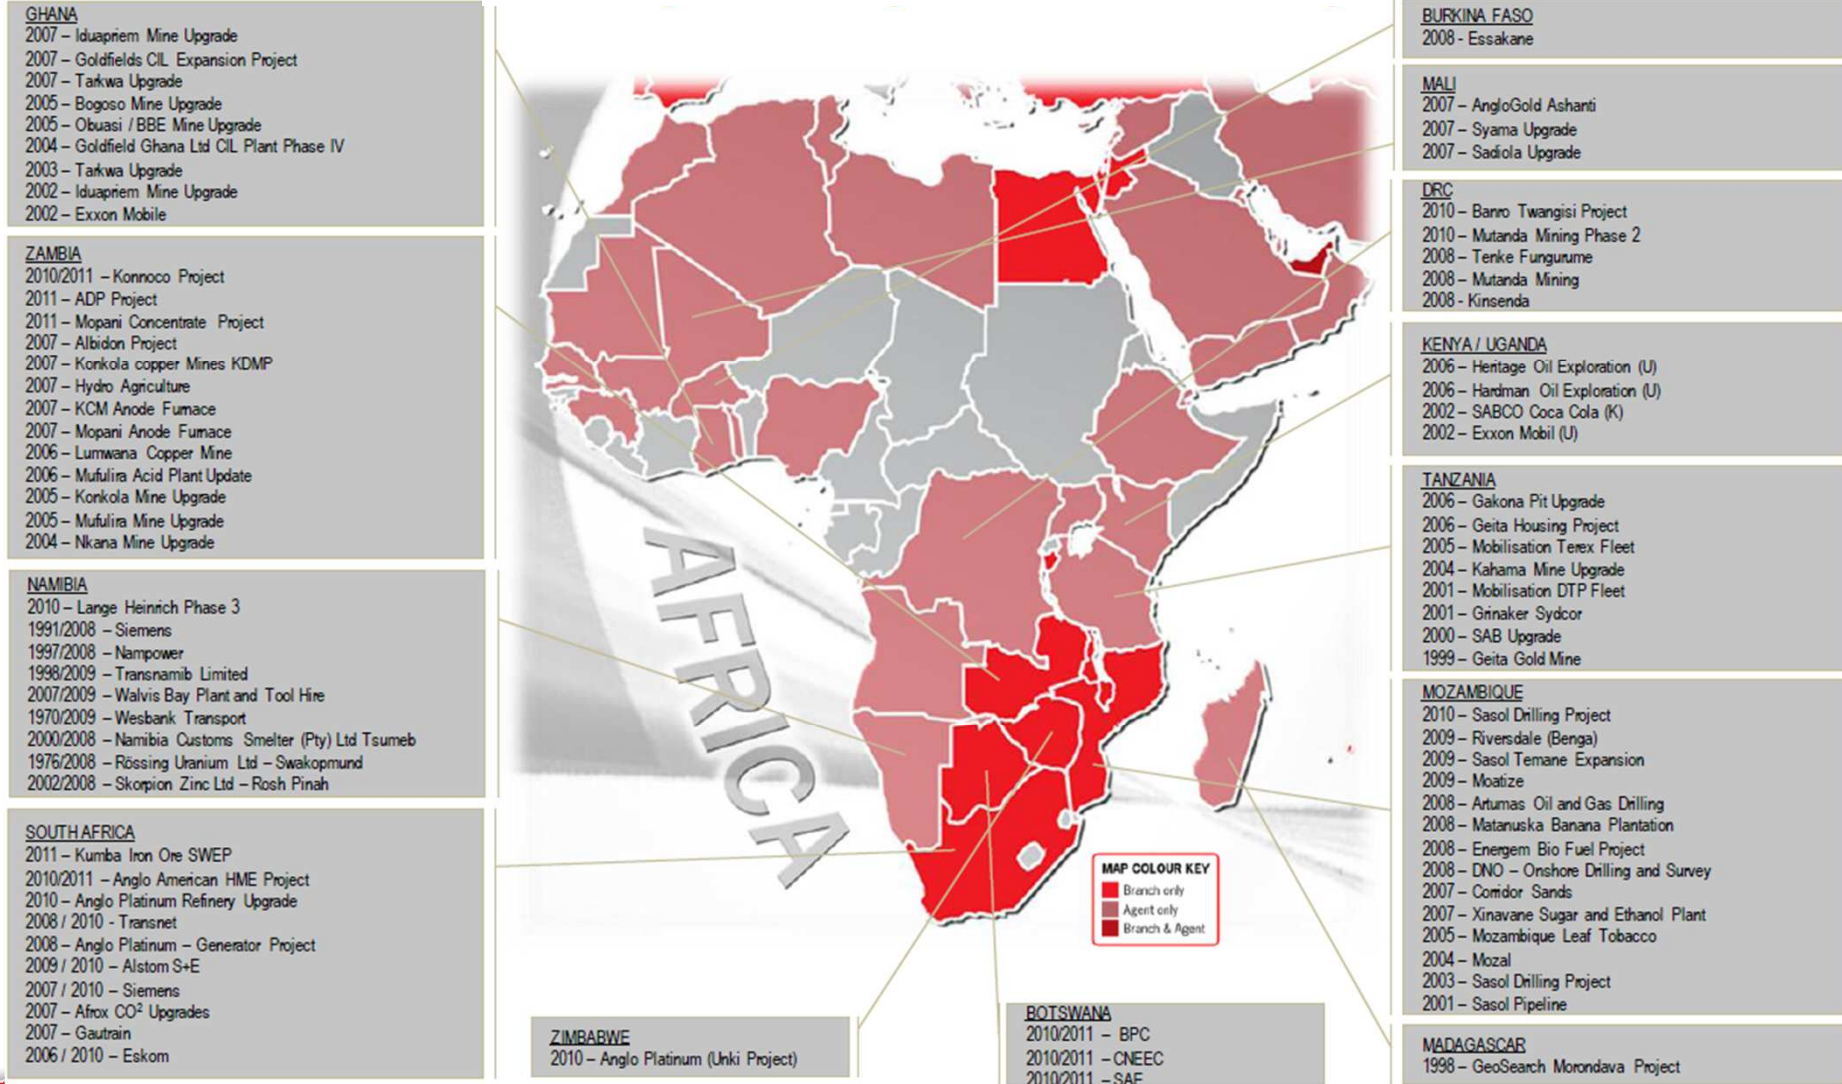 GHANA
2007 – Iduapriem Mine Upgrade
2007 – Goldfields CIL Expansion Project
2007 – Tarkwa Upgrade
2005 – Bogoso Mine Upgrade
2005 – Obuasi / BBE Mine Upgrade
2004 – Goldfield Ghana Ltd CIL Plant Phase IV
2003 – Tarkwa Upgrade
2002 – Iduapriem Mine Upgrade
2002 – Exxon Mobile
ZAMBIA
2010/2011 – Konnoco Project
2011 – ADP Project
2011 – Mopani Concentrate Project
2007 – Albidon Project
2007 – Konkola copper Mines KDMP
2007 – Hydro Agriculture
2007 – KCM Anode Furnace
2007 – Mopani Anode Furnace
2006 – Lumwana Copper Mine
2006 – Mufulira Acid Plant Update
2005 – Konkola Mine Upgrade
2005 – Mufulira Mine Upgrade
2004 – Nkana Mine Upgrade
NAMIBIA
2010 – Lange Heinrich Phase 3
1991/2008 – Siemens
1997/2008 – Nampower
1998/2009 – Transnamib Limited
2007/2009 – Walvis Bay Plant and Tool Hire
1970/2009 – Wesbank Transport
2000/2008 – Namibia Customs Smelter (Pty) Ltd Tsumeb
1976/2008 – Rössing Uranium Ltd – Swakopmund
2002/2008 – Skorpion Zinc Ltd – Rosh Pinah
SOUTH AFRICA
2011 – Kumba Iron Ore SWEP
2010/2011 – Anglo American HME Project
2010 – Anglo Platinum Refinery Upgrade
2008 / 2010 - Transnet
2008 – Anglo Platinum – Generator Project
2009 / 2010 – Alstom S+E
2007 / 2010 – Siemens
2007 – Afrox CO² Upgrades
2007 – Gautrain
2006 / 2010 – Eskom
AFRICA
MAP COLOUR KEY
Branch only
Agent only
Branch & Agent
ZIMBABWE
2010 – Anglo Platinum (Unki Project)
BOTSWANA
2010/2011 – BPC
2010/2011 – CNEEC
2010/2011 – SAE
BURKINA FASO
2008 - Essakane
MALI
2007 – AngloGold Ashanti
2007 – Syama Upgrade
2007 – Sadiola Upgrade
DRC
2010 – Banro Twangisi Project
2010 – Mutanda Mining Phase 2
2008 – Tenke Fungurume
2008 – Mutanda Mining
2008 - Kinsenda
KENYA / UGANDA
2006 – Heritage Oil Exploration (U)
2006 – Hardman Oil Exploration (U)
2002 – SABCO Coca Cola (K)
2002 – Exxon Mobil (U)
TANZANIA
2006 – Gakona Pit Upgrade
2006 – Geita Housing Project
2005 – Mobilisation Terex Fleet
2004 – Kahama Mine Upgrade
2001 – Mobilisation DTP Fleet
2001 – Grinaker Sydcor
2000 – SAB Upgrade
1999 – Geita Gold Mine
MOZAMBIQUE
2010 – Sasol Drilling Project
2009 – Riversdale (Benga)
2009 – Sasol Temane Expansion
2009 – Moatize
2008 – Artumas Oil and Gas Drilling
2008 – Matanuska Banana Plantation
2008 – Energem Bio Fuel Project
2008 – DNO – Onshore Drilling and Survey
2007 – Corridor Sands
2007 – Xinavane Sugar and Ethanol Plant
2005 – Mozambique Leaf Tobacco
2004 – Mozal
2003 – Sasol Drilling Project
2001 – Sasol Pipeline
MADAGASCAR
1998 – GeoSearch Morondava Project